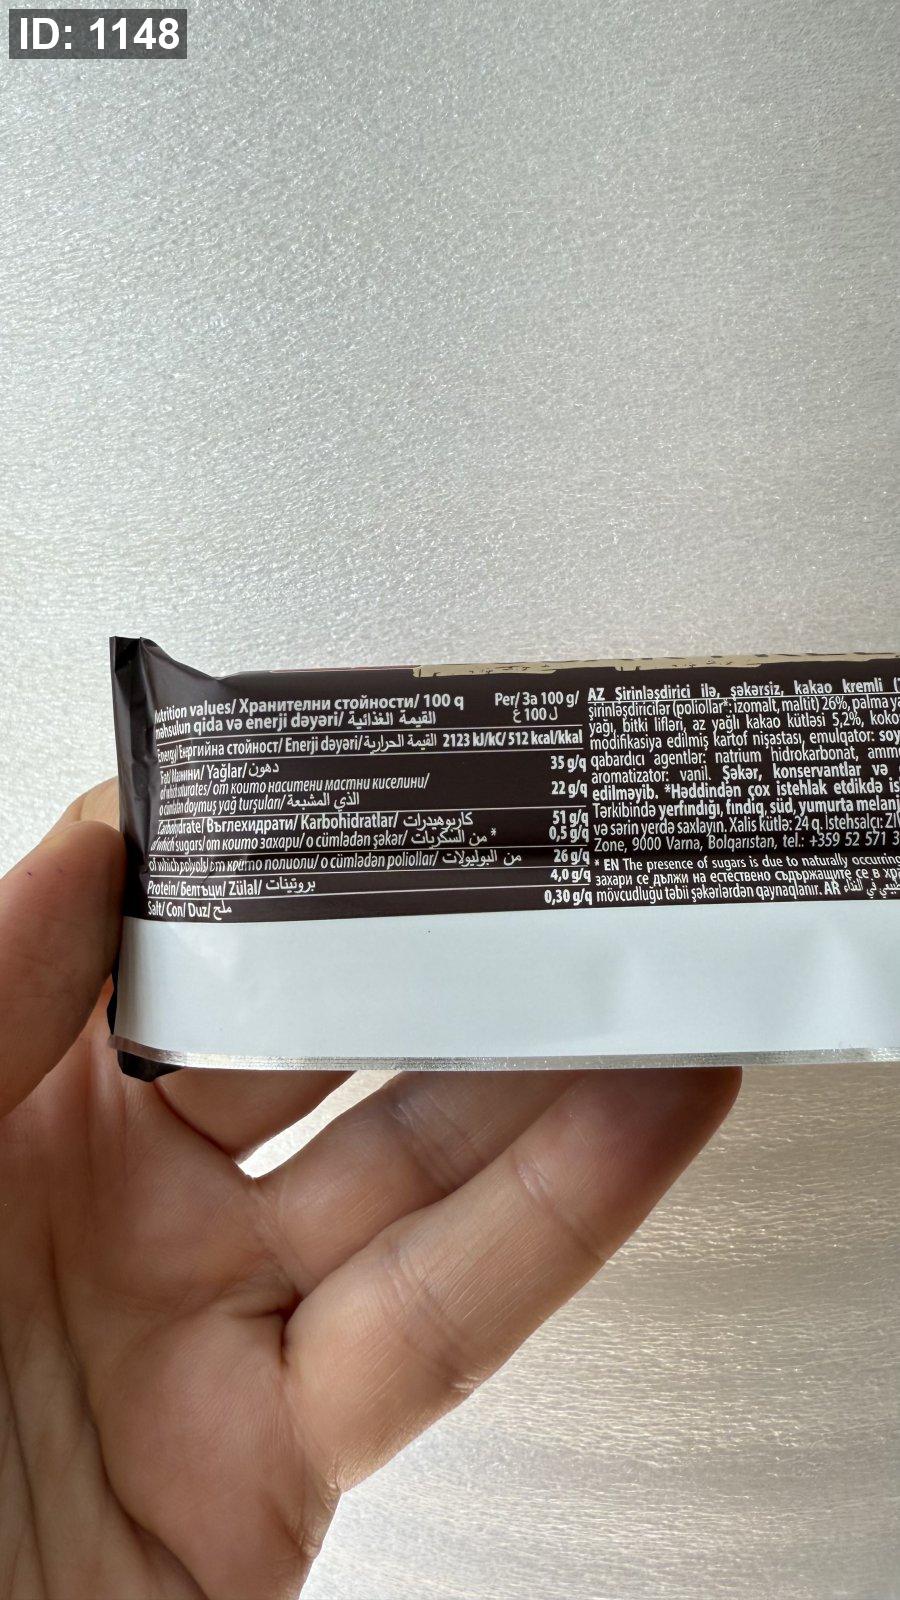 ID: 1148
Nutrition values/ Хранителни стойности/ 100 q
məhsulun qida və enerji dəyəri/ القيمة الغذائية
Per/ За 100 g/
100 ل ع
Energy/ Енергийна стойност/ Enerji dəyəri/ القيمة الحرارية 2123 kJ/kC/ 512 kcal/kkal
Fat/ Мазнини/ Yağlar/ دهون 35 g/q
of which saturates/ от които наситени мастни киселини/
o cümlədən doymuş yağ turşuları/ الذي المشبعة 22 g/q
Carbohydrate/ Въглехидрати/ Karbohidratlar/ كاربوهيدرات 51 g/q
of which sugars/ от които захари/ o cümlədən şəkər/ من السكريات * 0,5 g/q
of which polyols/ от които полиоли/ o cümlədən poliollar/ من البوليولات 26 g/q
Protein/ Белтъци/ Zülal/ بروتينات 4,0 g/q
Salt/ Сол/ Duz/ ملح 0,30 g/q
AZ Şirinləşdirici ilə, şəkərsiz, kakao kremli
şirinləşdiricilər (poliollar*: izomalt, maltit) 26%, palma
yağı, bitki lifləri, az yağlı kakao kütləsi 5,2%,
modifikasiya edilmiş kartof nişastası, emulqator: soy
qabardıcı agentlər: natrium hidrokarbonat,
aromatizator: vanil. Şəkər, konservantlar və
edilməyib. *Həddindən çox istehlak etdikdə
Tərkibində yerfındığı, fındıq, süd, yumurta
və sərin yerdə saxlayın. Xalis kütlə: 24 q. İstehsalçı:
Zone, 9000 Varna, Bolqarıstan, tel.: +359 52 571 3
* EN The presence of sugars is due to naturally occuring
захари се дължи на естествено съдържащите се в
mövcudluğu təbii şəkərlərdən qaynaqlanır. AR